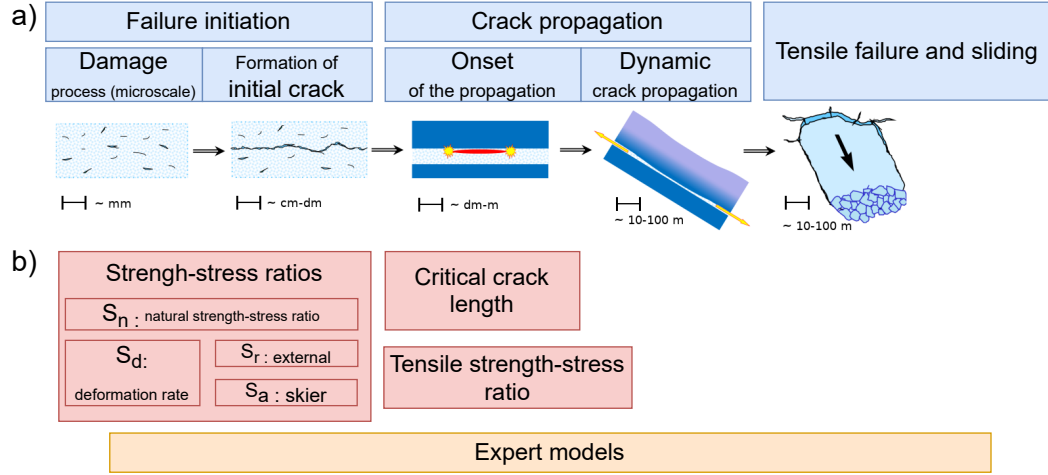 a)
Failure initiation
Crack propagation
Tensile failure and sliding
Damage
process (microscale)
Formation of
initial crack
Onset
of the propagation
Dynamic
crack propagation
~ mm
~ cm-dm
~ dm-m
~ 10-100 m
~ 10-100 m
b)
Strengh-stress ratios
Sn : natural strength-stress ratio
Sd:
deformation rate
Sr : external
Sa : skier
Critical crack
length
Tensile strength-stress
ratio
Expert models